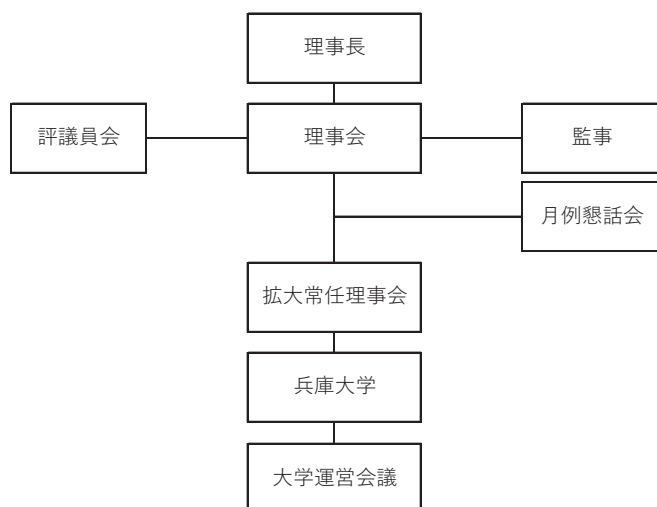 理事長
評議員会
理事会
監事
月例懇話会
拡大常任理事会
兵庫大学
大学運営会議